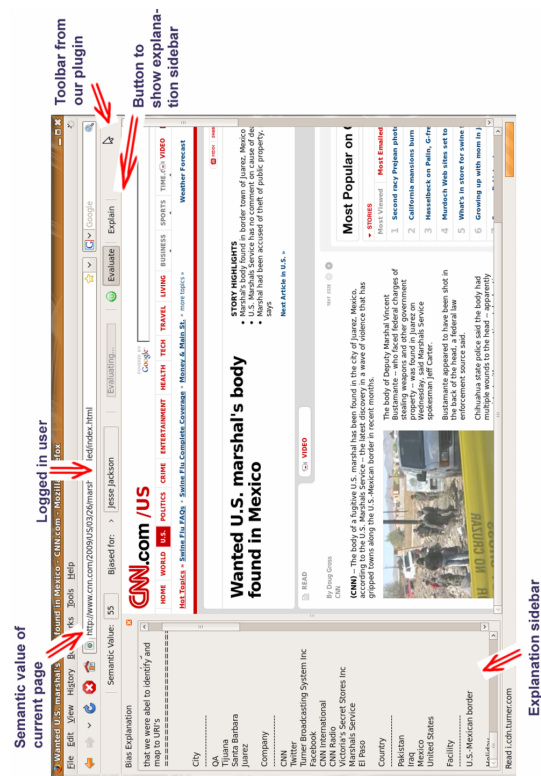 Semantic value of
current page
Logged in user
Toolbar from
our plugin
Button to
show explana-
tion sidebar
Wanted U.S. marshal's body found in Mexico - CNN.com - Mozilla Firefox
File Edit View History Tools Help
http://www.cnn.com/2009/US/03/26/marsh
ed/index.html
Google
Semantic Value: 55
Biased for: > Jesse Jackson
Evaluating...
Evaluate
Explain
Bias Explanation
that we were abel to identify and
map to URI's
City
QA
Tijuana
Santa Barbara
Juarez
Company
CNN
Twitter
Turner Broadcasting System Inc
Facebook
CNN International
CNN Radio
Victoria's Secret Stores Inc
Marshals Service
El Paso
Country
Pakistan
Iraq
Mexico
United States
Facility
U.S.-Mexican border
CNN.com/US
POWERED BY
Google
HOME WORLD U.S. POLITICS CRIME ENTERTAINMENT HEALTH TECH TRAVEL LIVING BUSINESS SPORTS TIME.com VIDEO
Hot Topics » Swine Flu FAQs · Swine Flu Complete Coverage · Money & Main St. » more topics »
Weather Forecast
Wanted U.S. marshal's body
found in Mexico
STORY HIGHLIGHTS
• Marshal's body found in border town of Juarez, Mexico
• U.S. Marshals Service has no comment on cause of dea
• Marshal had been accused of theft of public property,
says
Next Article in U.S. »
READ
VIDEO
By Doug Gross
CNN
TEXT SIZE
(CNN) -- The body of a fugitive U.S. marshal has been found in the city of Juarez, Mexico,
according to the U.S. Marshals Service -- the latest discovery in a wave of violence that has
gripped towns along the U.S.-Mexican border in recent months.
The body of Deputy Marshal Vincent
Bustamante -- who faced federal charges of
stealing weapons and other government
property -- was found in Juarez on
Wednesday, said Marshals Service
spokesman Jeff Carter.
Bustamante appeared to have been shot in
the back of the head, a federal law
enforcement source said.
Chihuahua state police said the body had
multiple wounds to the head -- apparently
NO CRUZAR
Most Popular on C
STORIES
Most Viewed Most Emailed
1 Second racy Prejean phot
2 California mansions burn
3 Hasselbeck on Palin, G-fre
4 Murdoch Web sites set to
5 What's in store for swine
6 Growing up with mom in j
Read i.cdn.turner.com
Explanation sidebar